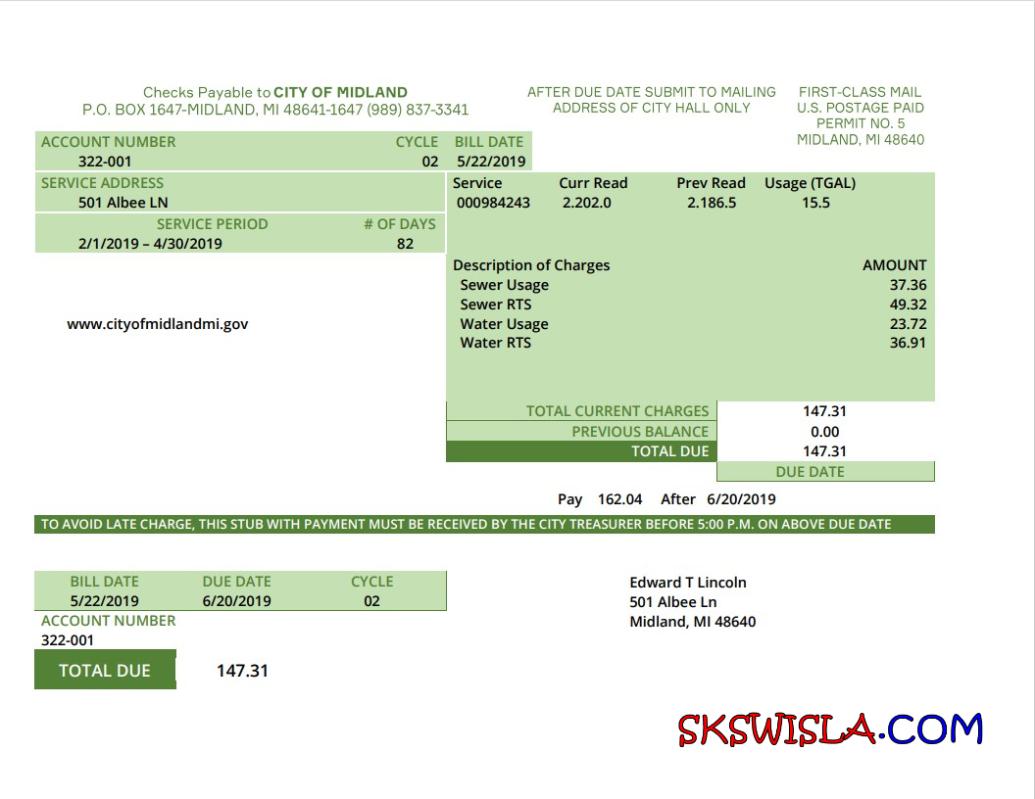 Checks Payable to CITY OF MIDLAND
P.O. BOX 1647-MIDLAND, MI 48641-1647 (989) 837-3341
AFTER DUE DATE SUBMIT TO MAILING
ADDRESS OF CITY HALL ONLY
FIRST-CLASS MAIL
U.S. POSTAGE PAID
PERMIT NO. 5
MIDLAND, MI 48640
ACCOUNT NUMBER CYCLE BILL DATE
322-001 02 5/22/2019
SERVICE ADDRESS
501 Albee LN
SERVICE PERIOD # OF DAYS
2/1/2019 – 4/30/2019 82
Service Curr Read Prev Read Usage (TGAL)
000984243 2.202.0 2.186.5 15.5
Description of Charges AMOUNT
Sewer Usage 37.36
Sewer RTS 49.32
Water Usage 23.72
Water RTS 36.91
www.cityofmidlandmi.gov
TOTAL CURRENT CHARGES 147.31
PREVIOUS BALANCE 0.00
TOTAL DUE 147.31
DUE DATE
Pay 162.04 After 6/20/2019
TO AVOID LATE CHARGE, THIS STUB WITH PAYMENT MUST BE RECEIVED BY THE CITY TREASURER BEFORE 5:00 P.M. ON ABOVE DUE DATE
BILL DATE DUE DATE CYCLE
5/22/2019 6/20/2019 02
ACCOUNT NUMBER
322-001
TOTAL DUE 147.31
Edward T Lincoln
501 Albee Ln
Midland, MI 48640
SKSWISLA.COM